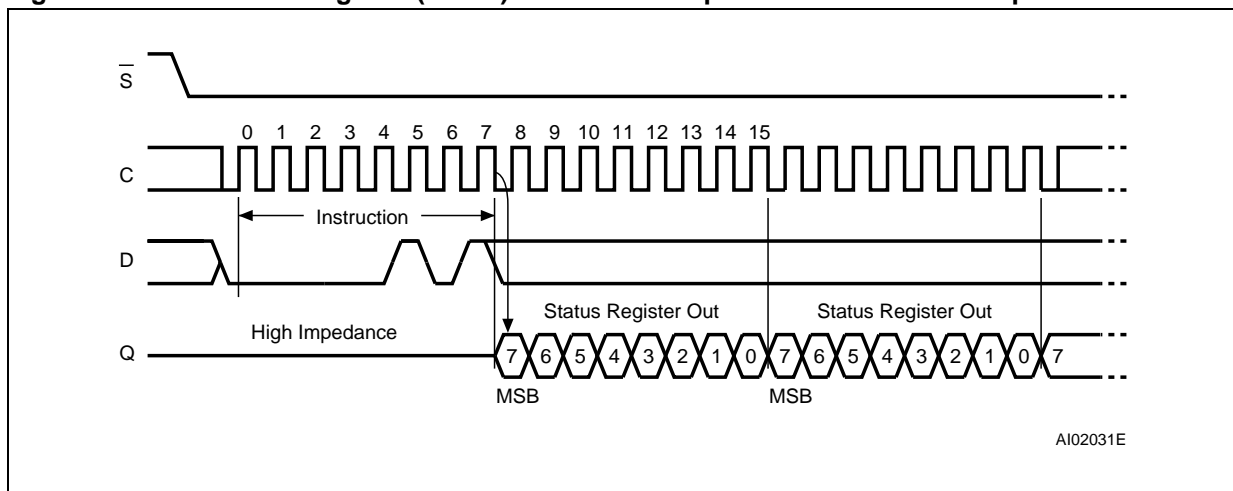 S
0 1 2 3 4 5 6 7 8 9 10 11 12 13 14 15
C
Instruction
D
Status Register Out Status Register Out
High Impedance
Q 7 6 5 4 3 2 1 0 7 6 5 4 3 2 1 0 7
MSB MSB
AI02031E